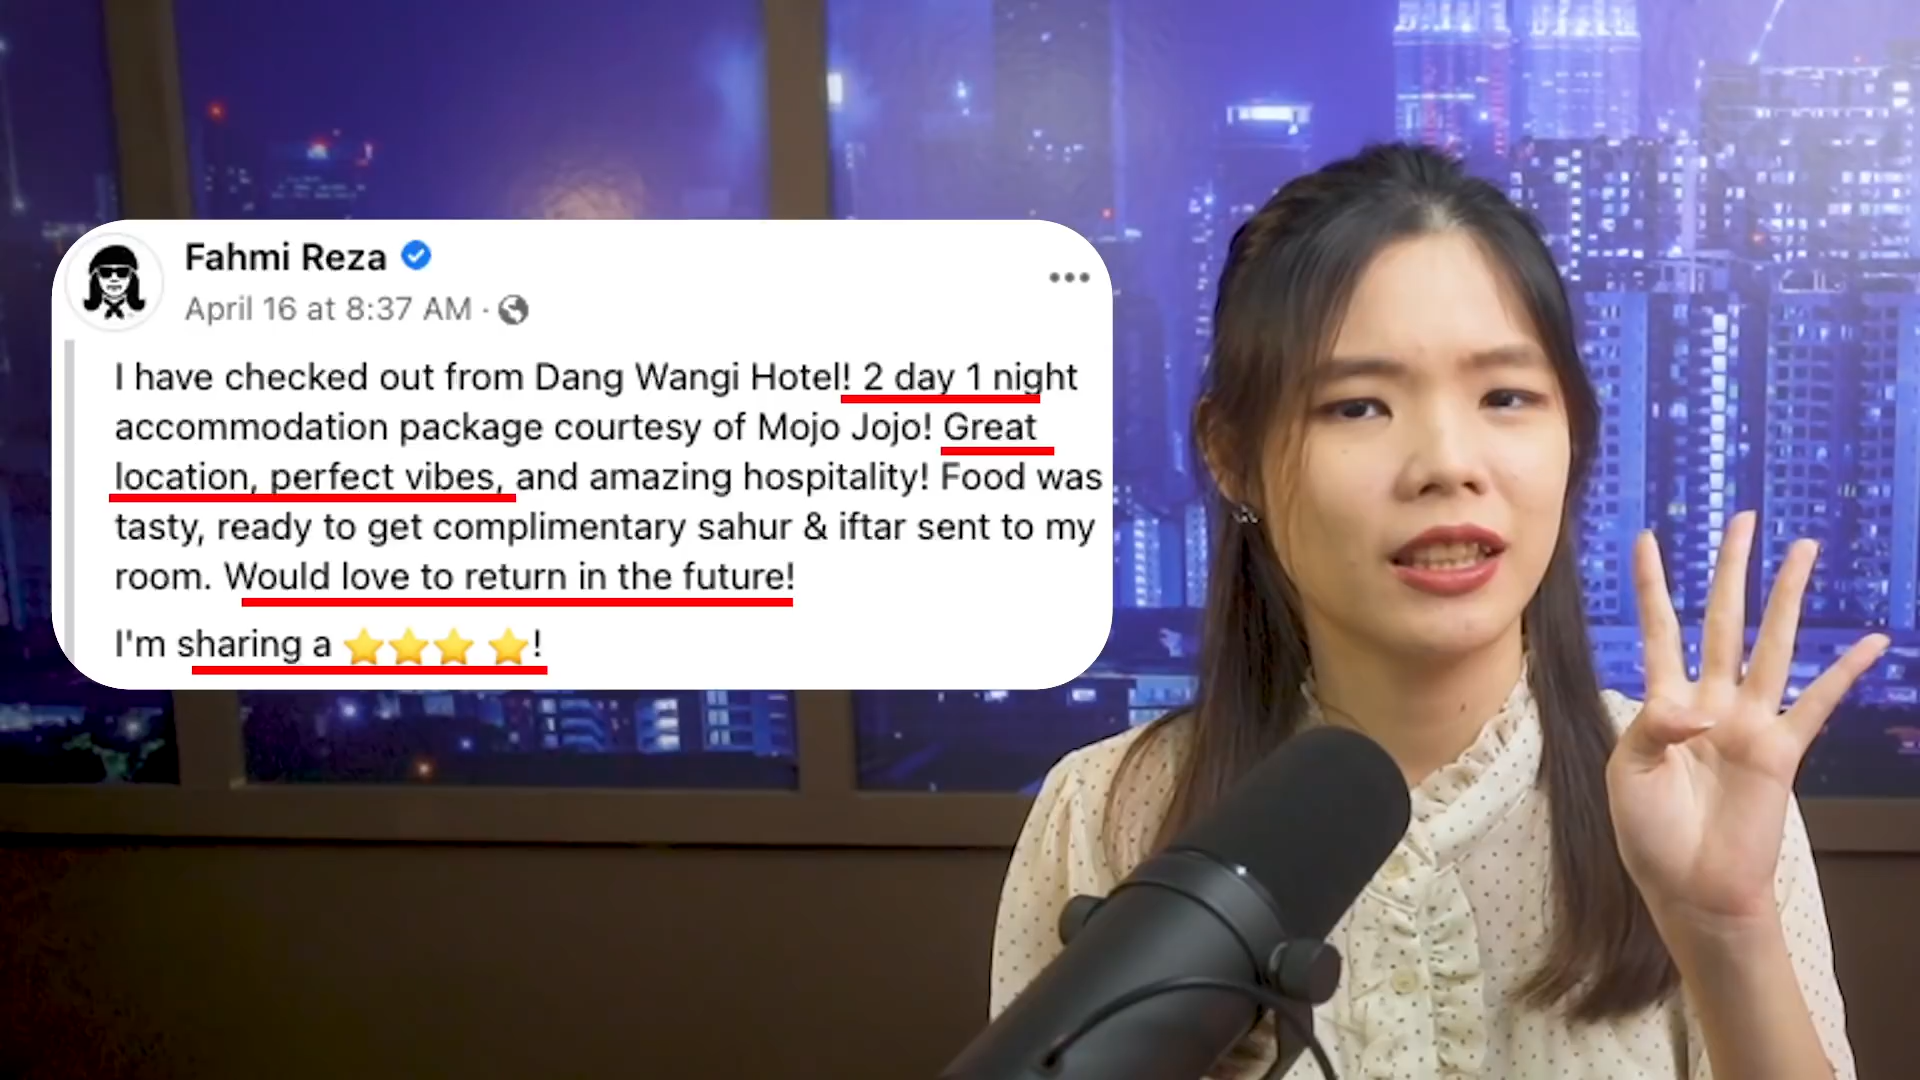 Fahmi Reza
April 16 at 8:37 AM ·
I have checked out from Dang Wangi Hotel! 2 day 1 night
accommodation package courtesy of Mojo Jojo! Great
location, perfect vibes, and amazing hospitality! Food was
tasty, ready to get complimentary sahur & iftar sent to my
room. Would love to return in the future!
I'm sharing a ⭐⭐⭐ ⭐!